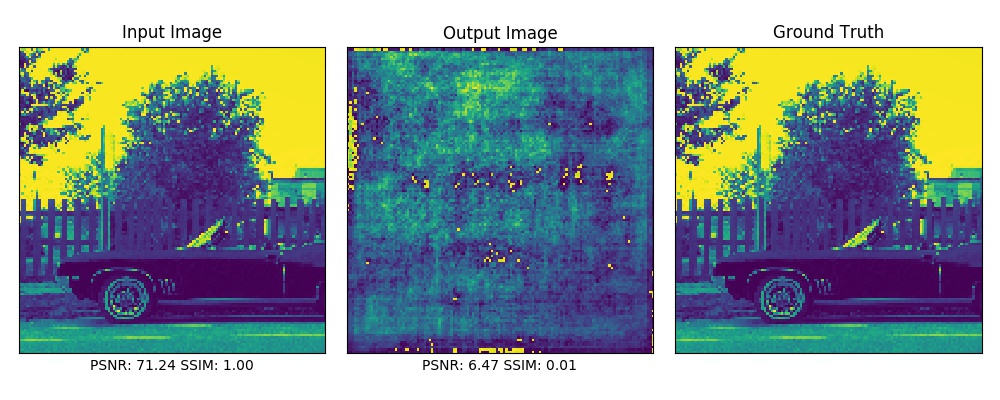 Input Image
Output Image
Ground Truth
PSNR: 71.24 SSIM: 1.00
PSNR: 6.47 SSIM: 0.01